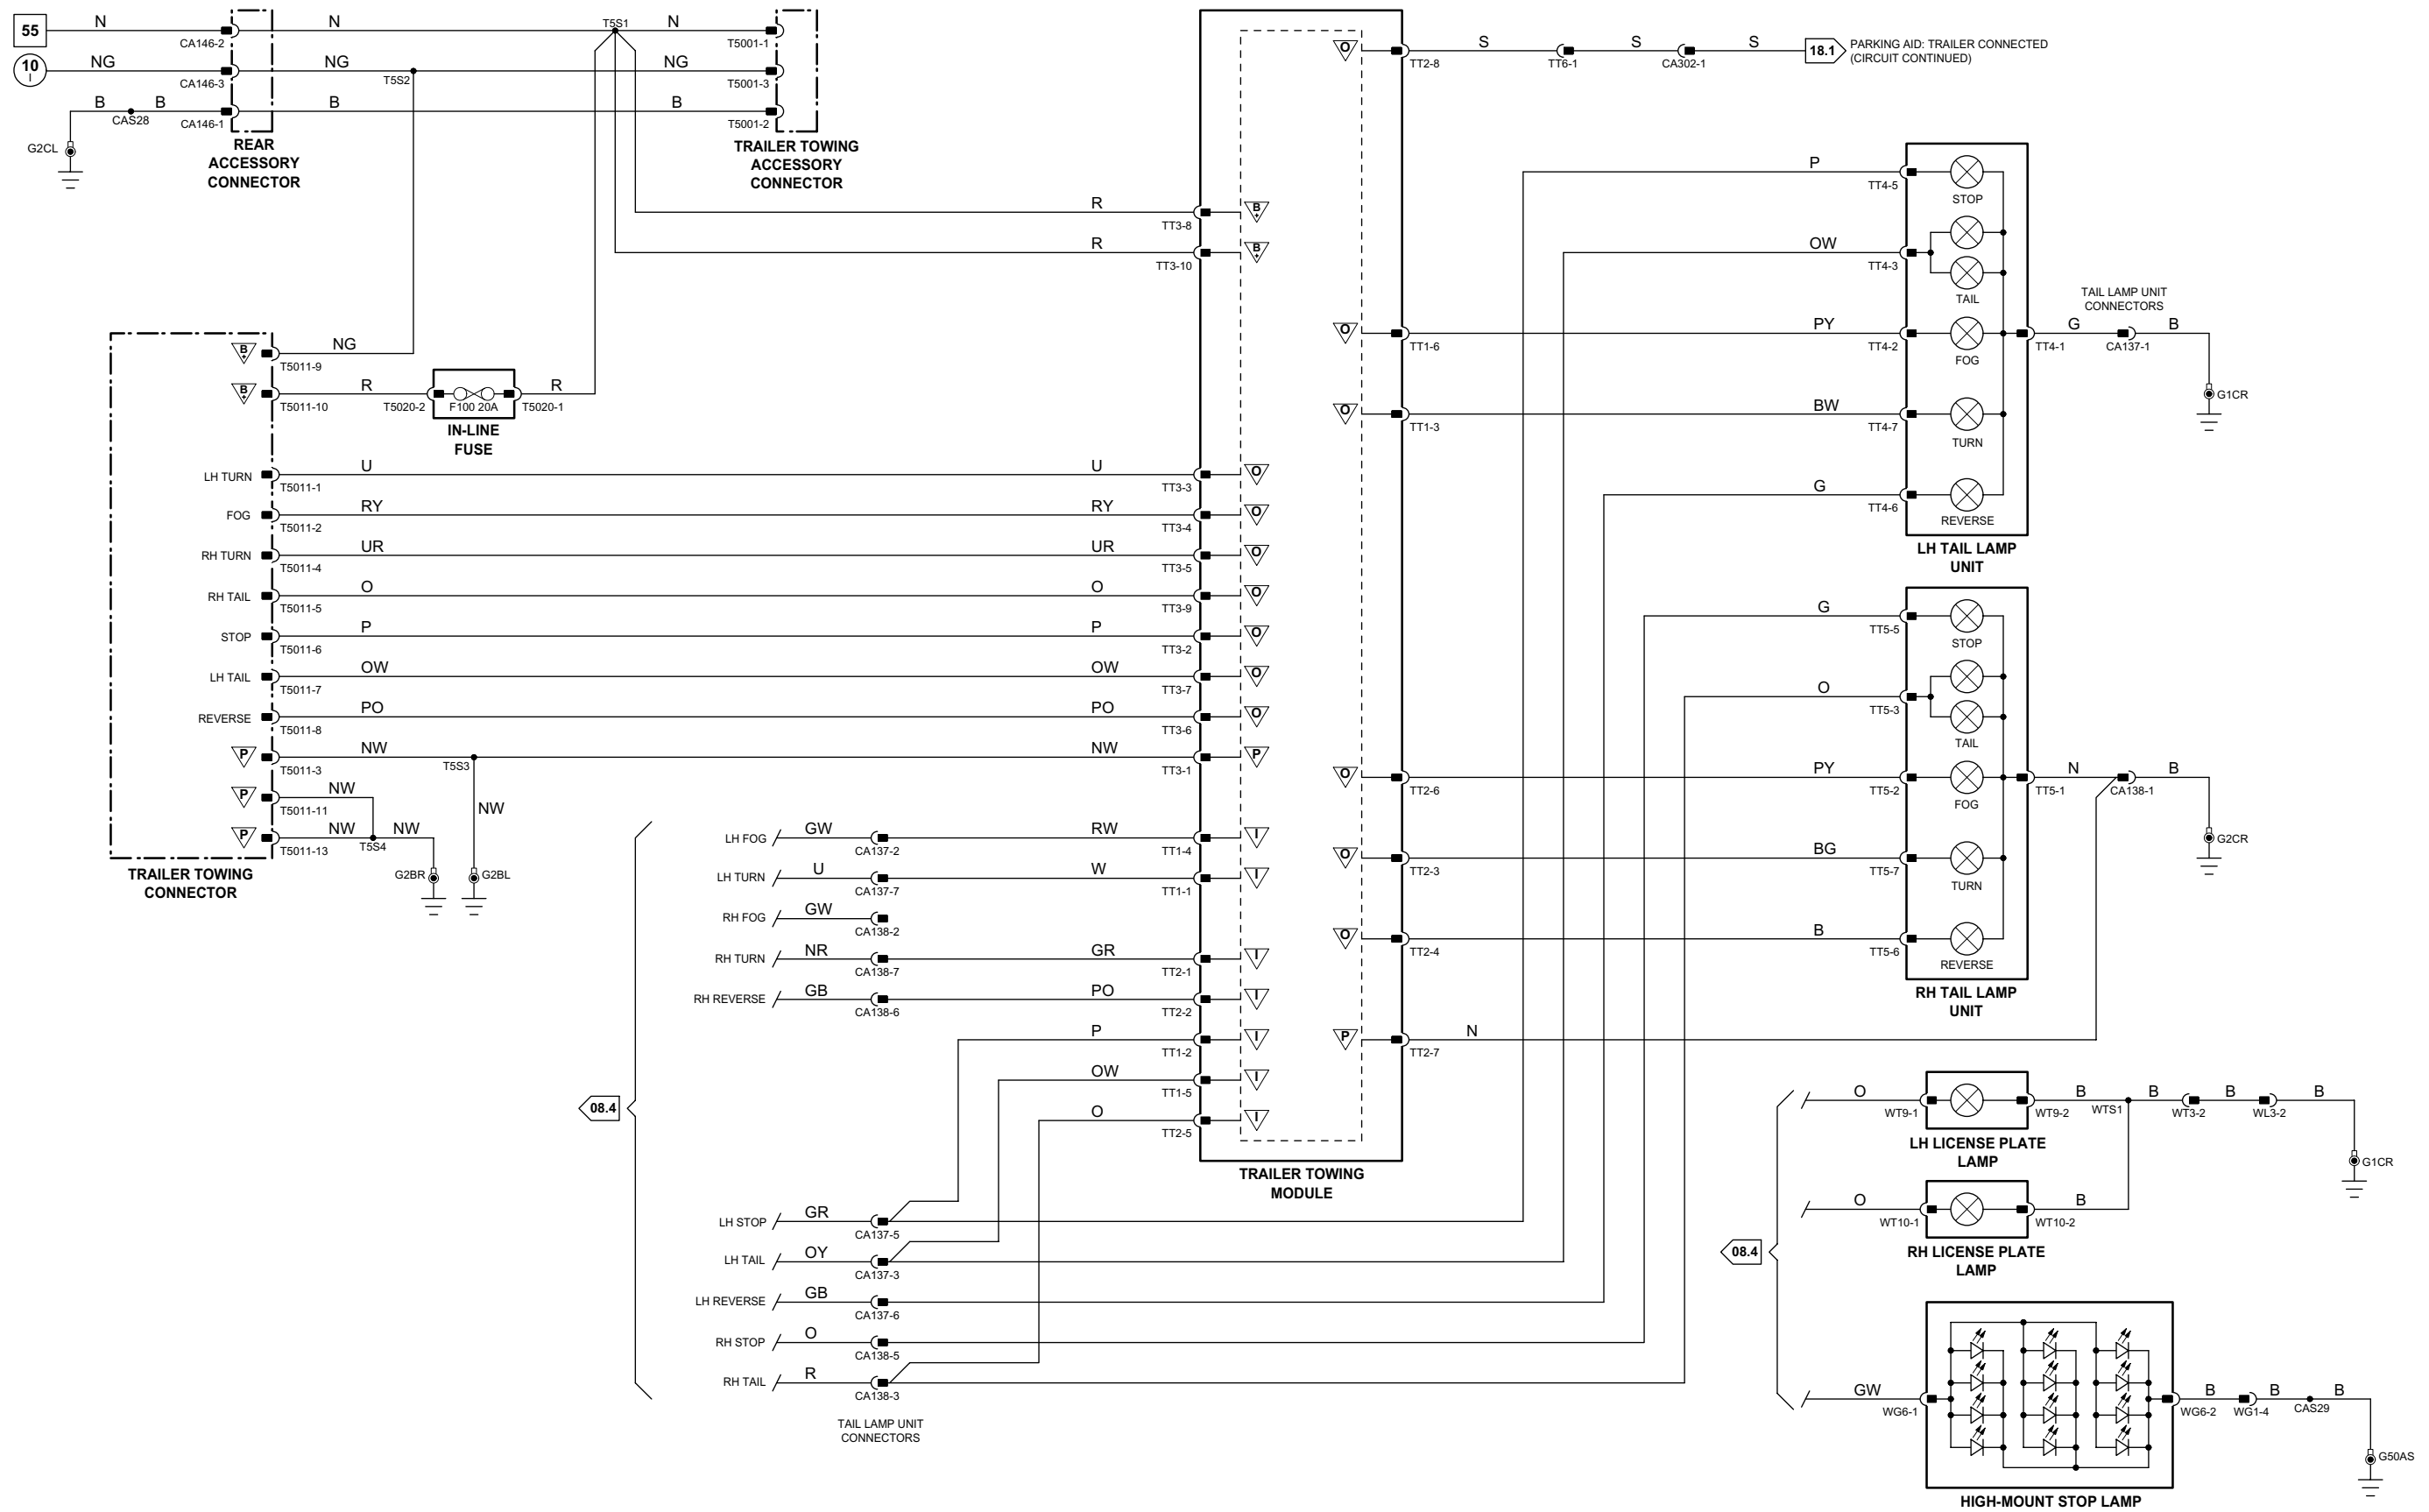 55
N
CA146-2
N
T5S1
N
T5001-1
10
I
NG
CA146-3
NG
T5S2
NG
T5001-3
B
CAS28
B
CA146-1
B
B
T5001-2
G2CL
REAR
ACCESSORY
CONNECTOR
TRAILER TOWING
ACCESSORY
CONNECTOR
R
TT3-8
B
+
R
TT3-10
B
+
B
+
NG
T5011-9
B
+
R
T5011-10
T5020-2
F100 20A
R
T5020-1
IN-LINE
FUSE
LH TURN
T5011-1
U
U
TT3-3
O
FOG
T5011-2
RY
RY
TT3-4
O
RH TURN
T5011-4
UR
UR
TT3-5
O
RH TAIL
T5011-5
O
O
TT3-9
O
STOP
T5011-6
P
P
TT3-2
O
LH TAIL
T5011-7
OW
OW
TT3-7
O
REVERSE
T5011-8
PO
PO
TT3-6
O
P
T5011-3
NW
T5S3
NW
TT3-1
P
P
T5011-11
NW
NW
P
T5011-13
NW
T5S4
NW
G2BR
G2BL
TRAILER TOWING
CONNECTOR
08.4
LH FOG
GW
CA137-2
RW
TT1-4
I
LH TURN
U
CA137-7
W
TT1-1
I
RH FOG
GW
CA138-2
RH TURN
NR
CA138-7
GR
TT2-1
I
RH REVERSE
GB
CA138-6
PO
TT2-2
I
P
TT1-2
I
OW
TT1-5
I
O
TT2-5
I
LH STOP
GR
CA137-5
LH TAIL
OY
CA137-3
LH REVERSE
GB
CA137-6
RH STOP
O
CA138-5
RH TAIL
R
CA138-3
TAIL LAMP UNIT
CONNECTORS
TRAILER TOWING
MODULE
O
TT2-8
S
TT6-1
S
CA302-1
S
18.1
PARKING AID: TRAILER CONNECTED
(CIRCUIT CONTINUED)
O
TT1-6
O
TT1-3
O
TT2-6
O
TT2-3
O
TT2-4
P
TT2-7
N
P
TT4-5
STOP
OW
TT4-3
TAIL
PY
TT4-2
FOG
BW
TT4-7
TURN
G
TT4-6
REVERSE
LH TAIL LAMP
UNIT
TAIL LAMP UNIT
CONNECTORS
TT4-1
G
CA137-1
B
G1CR
G
TT5-5
STOP
O
TT5-3
TAIL
PY
TT5-2
FOG
BG
TT5-7
TURN
B
TT5-6
REVERSE
RH TAIL LAMP
UNIT
TT5-1
N
CA138-1
B
G2CR
08.4
O
WT9-1
WT9-2
B
WTS1
B
WT3-2
B
WL3-2
B
G1CR
LH LICENSE PLATE
LAMP
O
WT10-1
WT10-2
B
RH LICENSE PLATE
LAMP
GW
WG6-1
WG6-2
B
WG1-4
B
CAS29
B
G50AS
HIGH-MOUNT STOP LAMP